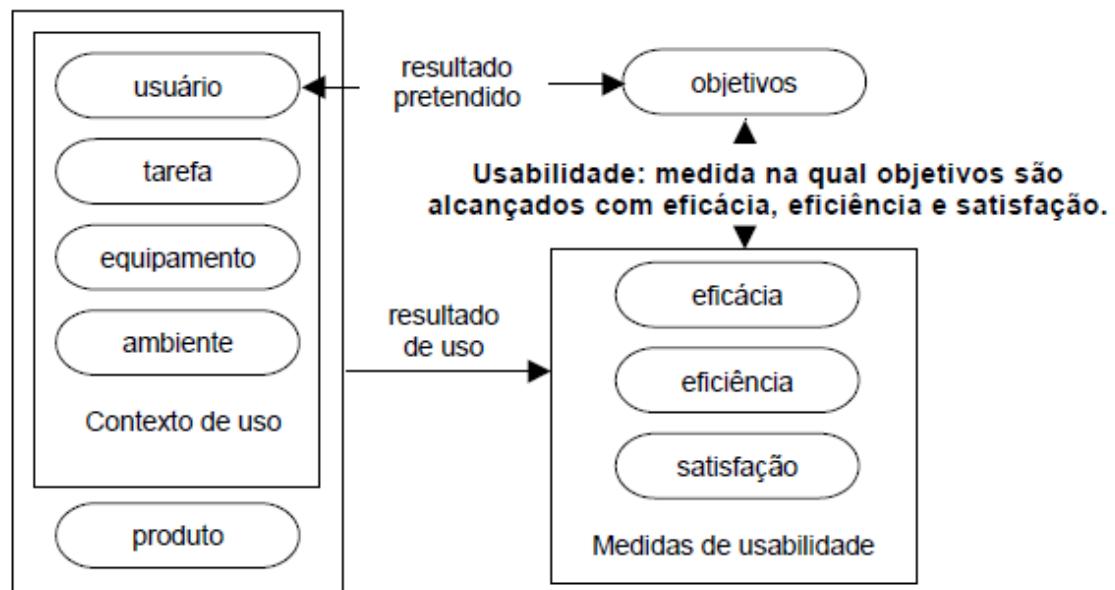 usuário
tarefa
equipamento
ambiente
Contexto de uso
produto
resultado
pretendido
objetivos
Usabilidade: medida na qual objetivos são
alcançados com eficácia, eficiência e satisfação.
resultado
de uso
eficácia
eficiência
satisfação
Medidas de usabilidade